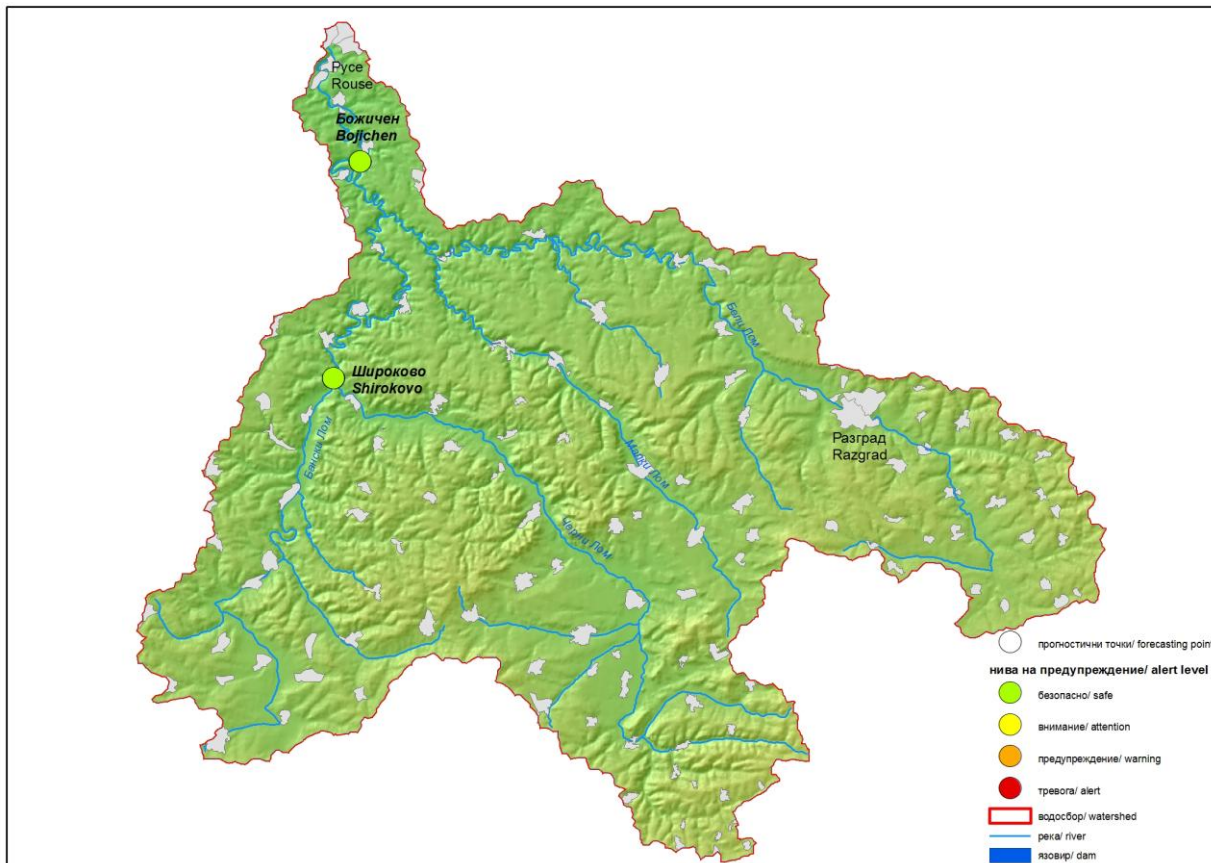 Русе
Rouse
Божичен
Bojichen
Бели Лом
Широково
Shirokovo
Разград
Razgrad
Бански Лом
Малки Лом
Черни Лом
прогностични точки/ forecasting point
нива на предупреждение/ alert level
безопасно/ safe
внимание/ attention
предупреждение/ warning
тревога/ alert
водосбор/ watershed
река/ river
язовир/ dam